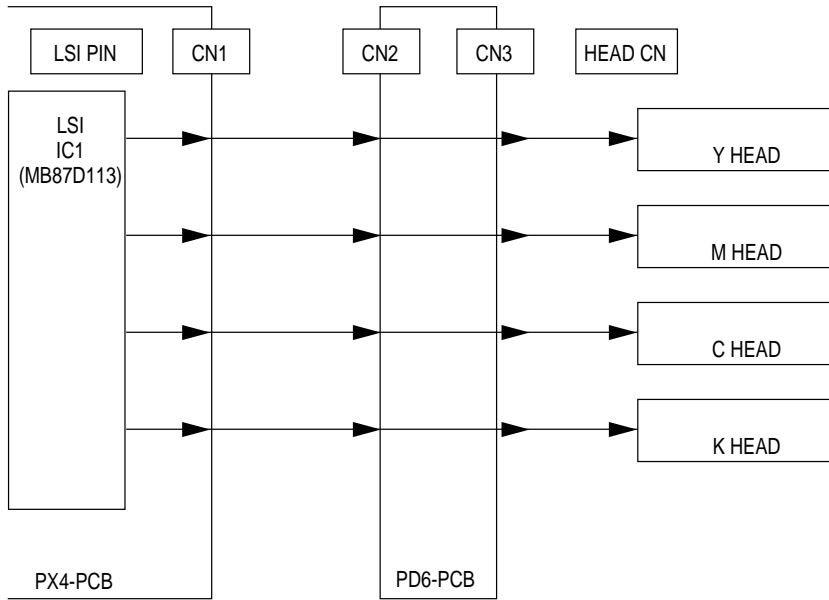 LSI PIN
CN1
CN2
CN3
HEAD CN
LSI
IC1
(MB87D113)
Y HEAD
M HEAD
C HEAD
K HEAD
PX4-PCB
PD6-PCB